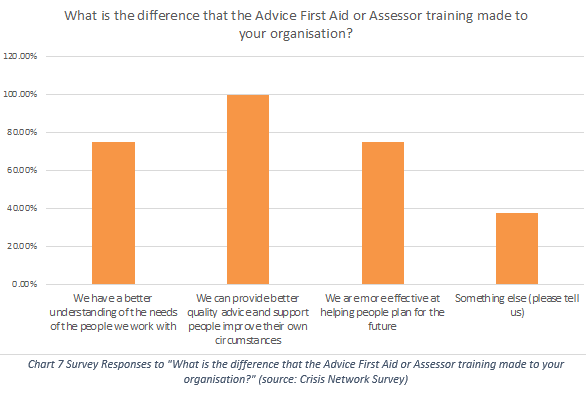 What is the difference that the Advice First Aid or Assessor training made to
your organisation?
120.00%
100.00%
80.00%
60.00%
40.00%
20.00%
0.00%
We have a better
understanding of the needs
of the people we work with
We can provide better
quality advice and support
people improve their own
circumstances
We are more effective at
helping people plan for the
future
Something else (please tell
us)
Chart 7 Survey Responses to "What is the difference that the Advice First Aid or Assessor training made to your
organisation?" (source: Crisis Network Survey)